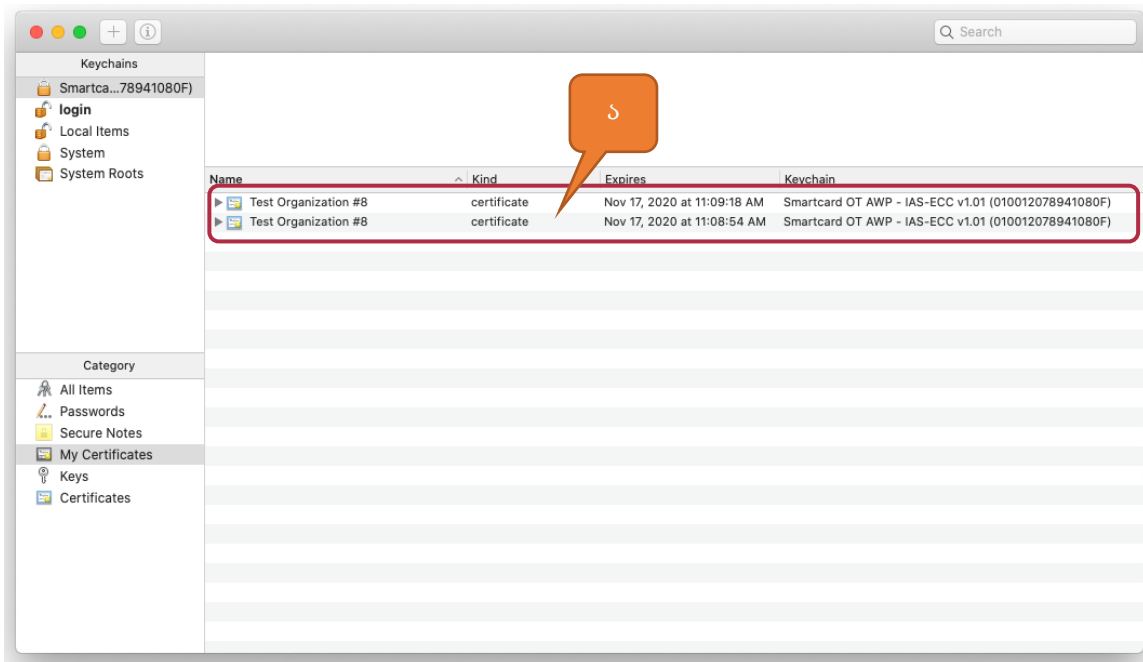 Search
Keychains
Smartca...78941080F)
login
Local Items
System
System Roots
ა
Name Kind Expires Keychain
Test Organization #8 certificate Nov 17, 2020 at 11:09:18 AM Smartcard OT AWP - IAS-ECC v1.01 (010012078941080F)
Test Organization #8 certificate Nov 17, 2020 at 11:08:54 AM Smartcard OT AWP - IAS-ECC v1.01 (010012078941080F)
Category
All Items
Passwords
Secure Notes
My Certificates
Keys
Certificates